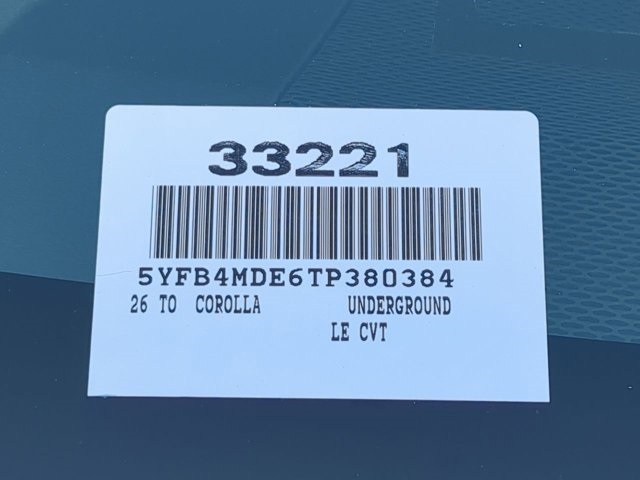 33221
5YFB4MDE6TP380384
26 TO COROLLA UNDERGROUND
LE CVT